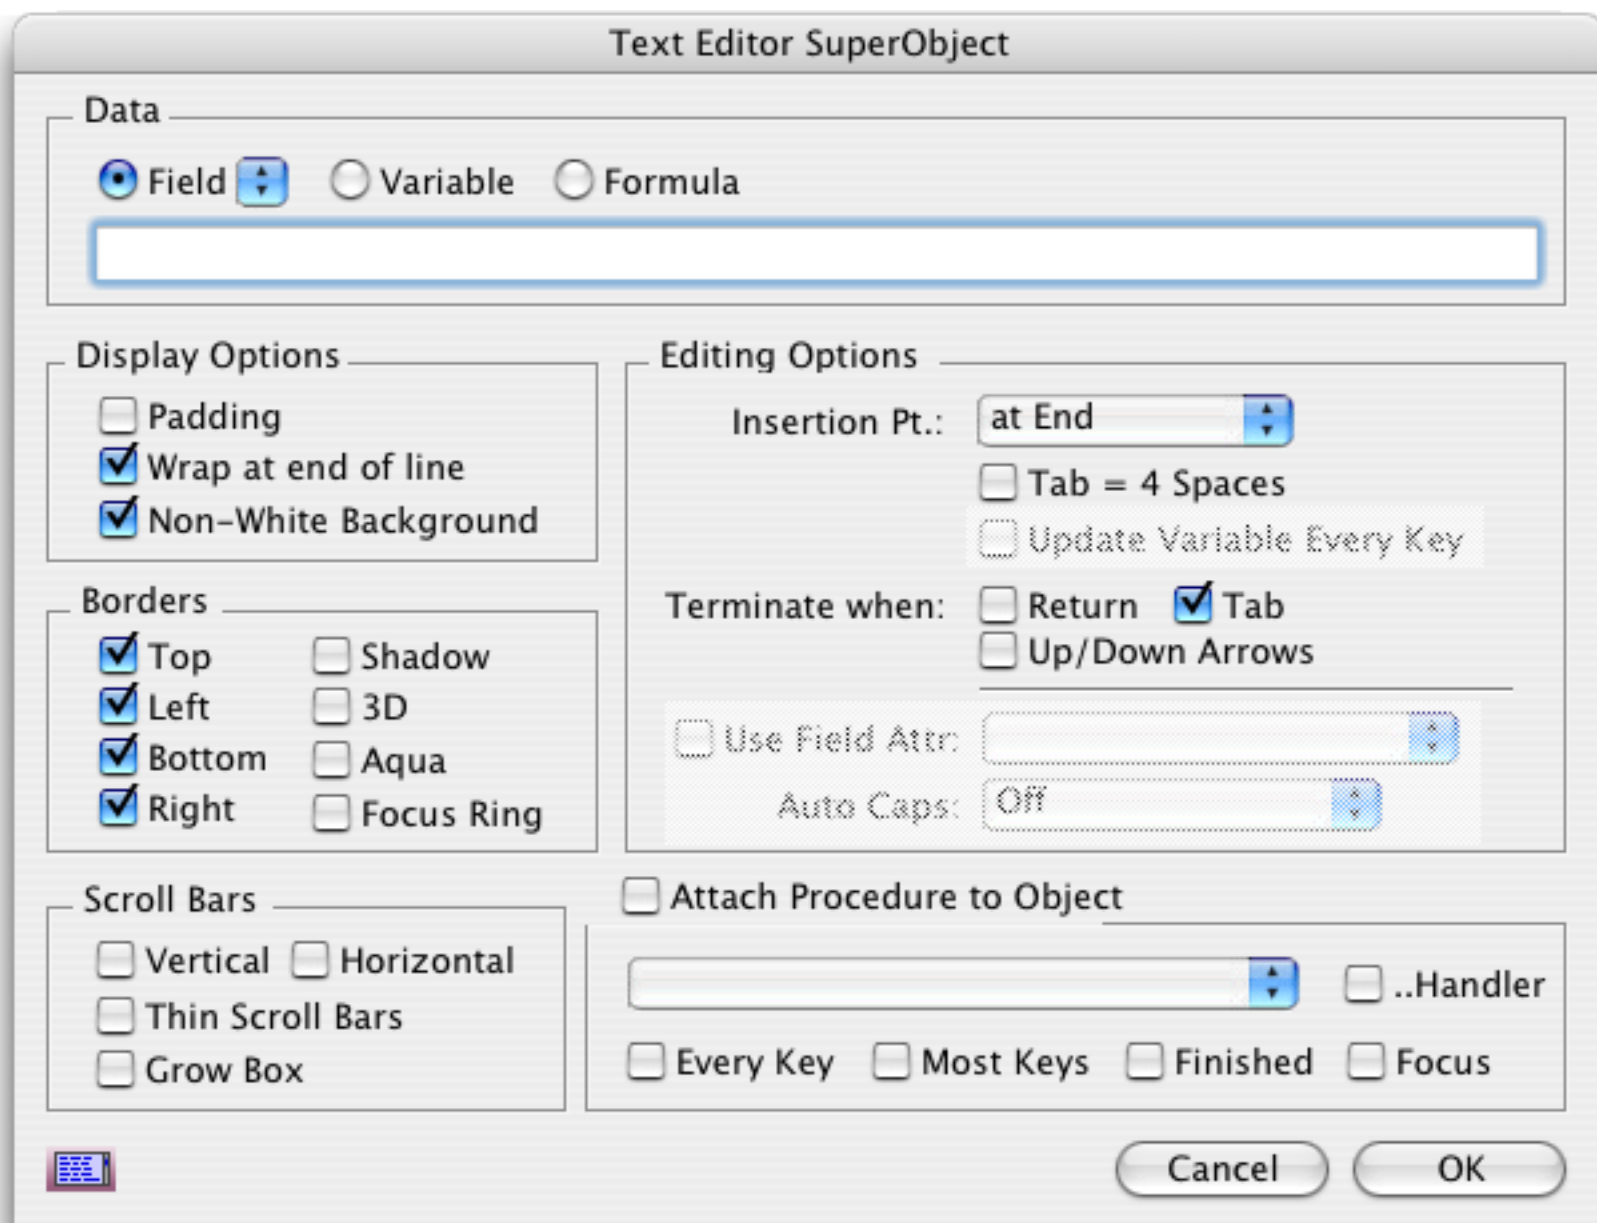 Text Editor SuperObject
Data
Field Variable Formula
Display Options
Padding
Wrap at end of line
Non-White Background
Editing Options
Insertion Pt.: at End
Tab = 4 Spaces
Update Variable Every Key
Terminate when: Return Tab
Up/Down Arrows
Use Field Attr:
Auto Caps: Off
Borders
Top Shadow
Left 3D
Bottom Aqua
Right Focus Ring
Scroll Bars
Vertical Horizontal
Thin Scroll Bars
Grow Box
Attach Procedure to Object
..Handler
Every Key Most Keys Finished Focus
Cancel OK